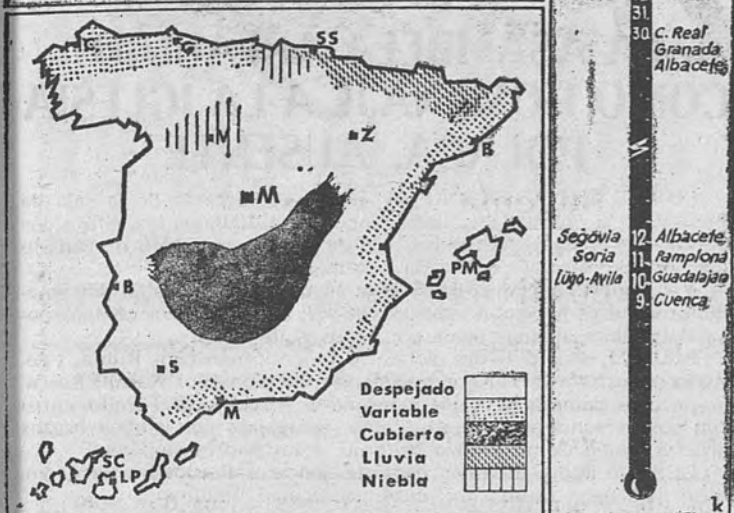 C
G
SS
V
Z
B
M
B
PM
S
M
SC
LP
Despejado
Variable
Cubierto
Lluvia
Niebla
31
30 C. Real
Granada
Albacete
Segovia 12 Albacete
Soria 11 Pamplona
Lugo-Avila 10 Guadalajara
9 Cuenca
k